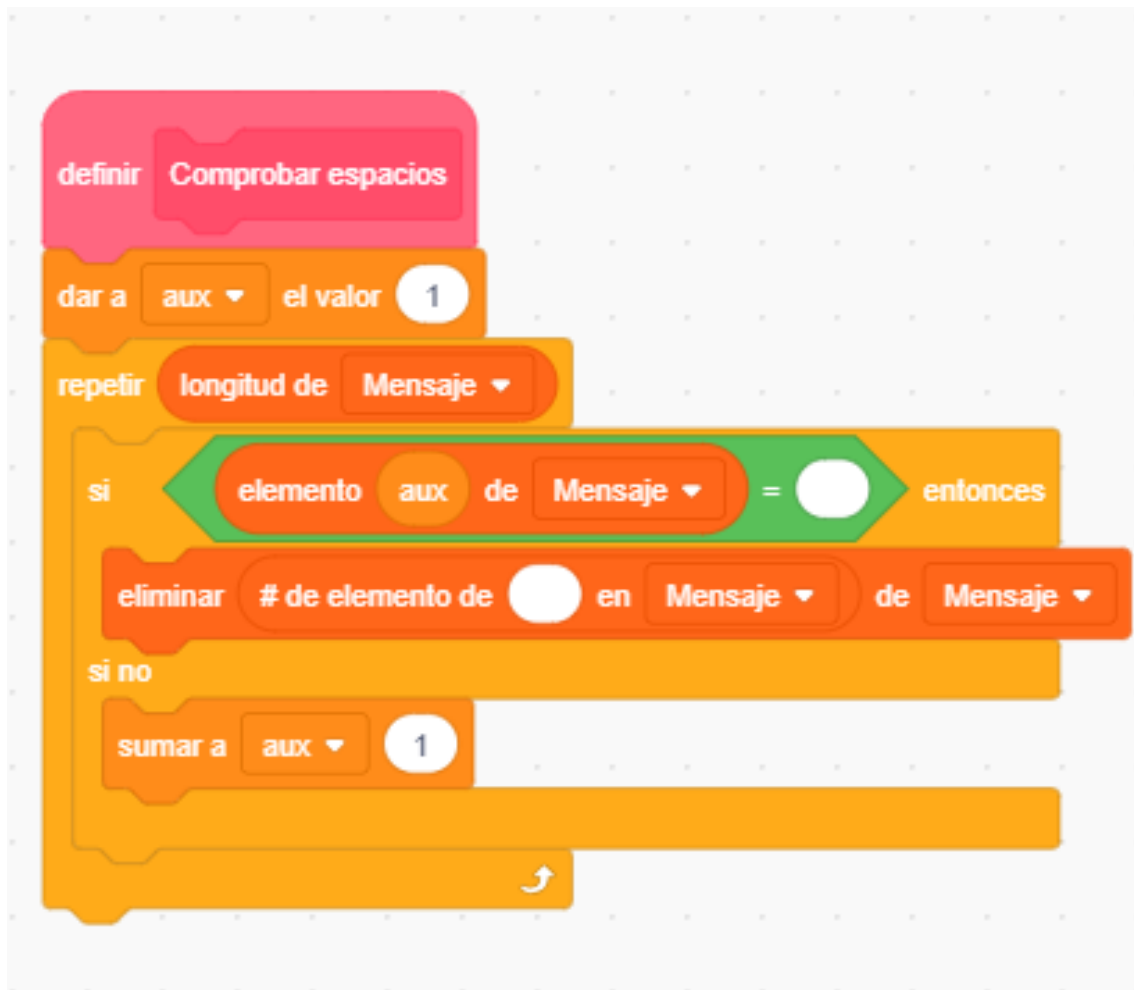 definir Comprobar espacios
dar a aux el valor 1
repetir longitud de Mensaje
si elemento aux de Mensaje = entonces
eliminar # de elemento de en Mensaje de Mensaje
si no
sumar a aux 1